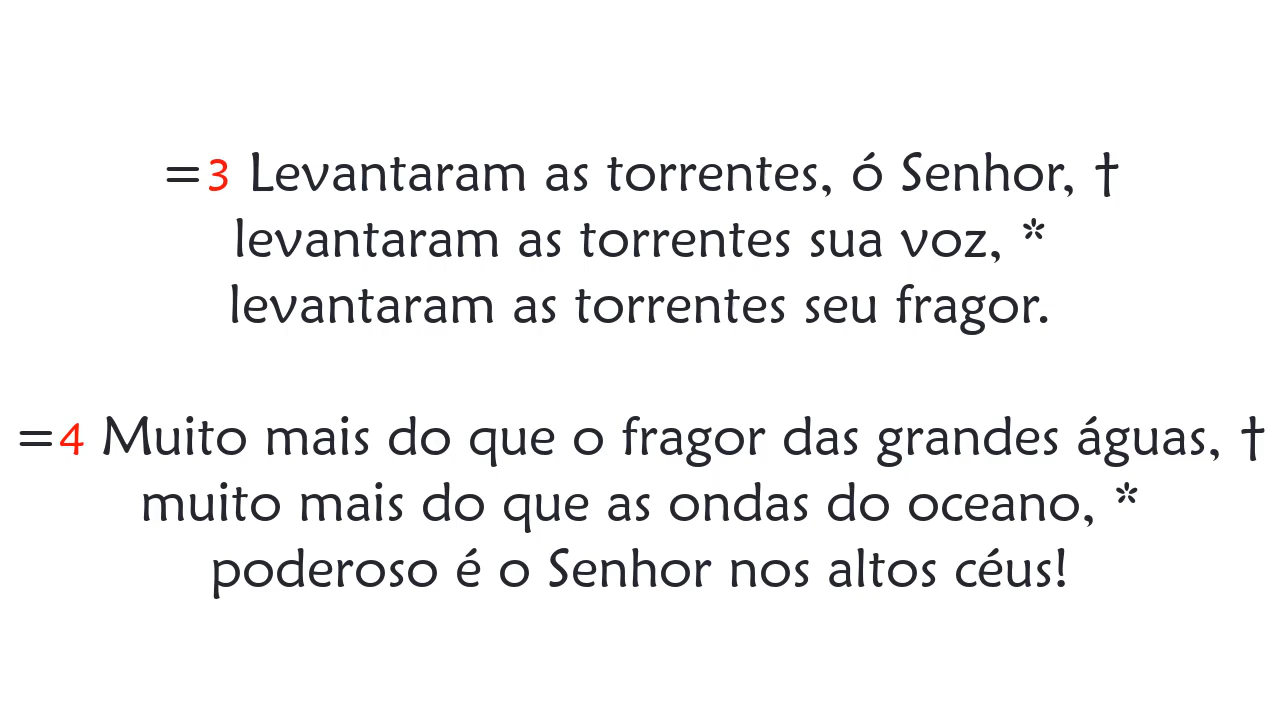 =3 Levantaram as torrentes, ó Senhor, †
levantaram as torrentes sua voz, *
levantaram as torrentes seu fragor.
=4 Muito mais do que o fragor das grandes águas, †
muito mais do que as ondas do oceano, *
poderoso é o Senhor nos altos céus!